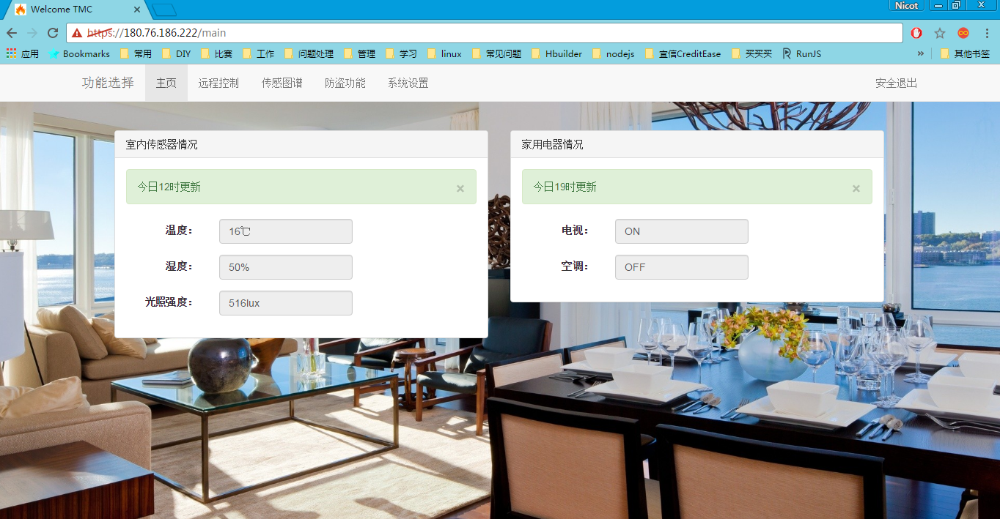 Welcome TMC
Nicot
https://180.76.186.222/main
应用 Bookmarks 常用 DIY 比赛 工作 问题处理 管理 学习 linux 常见问题 Hbuilder nodejs 宜信CreditEase 买买买 RunJS » 其他书签
功能选择 主页 远程控制 传感图谱 防盗功能 系统设置 安全退出
室内传感器情况
今日12时更新 ×
温度: 16℃
湿度: 50%
光照强度: 516lux
家用电器情况
今日19时更新 ×
电视: ON
空调: OFF